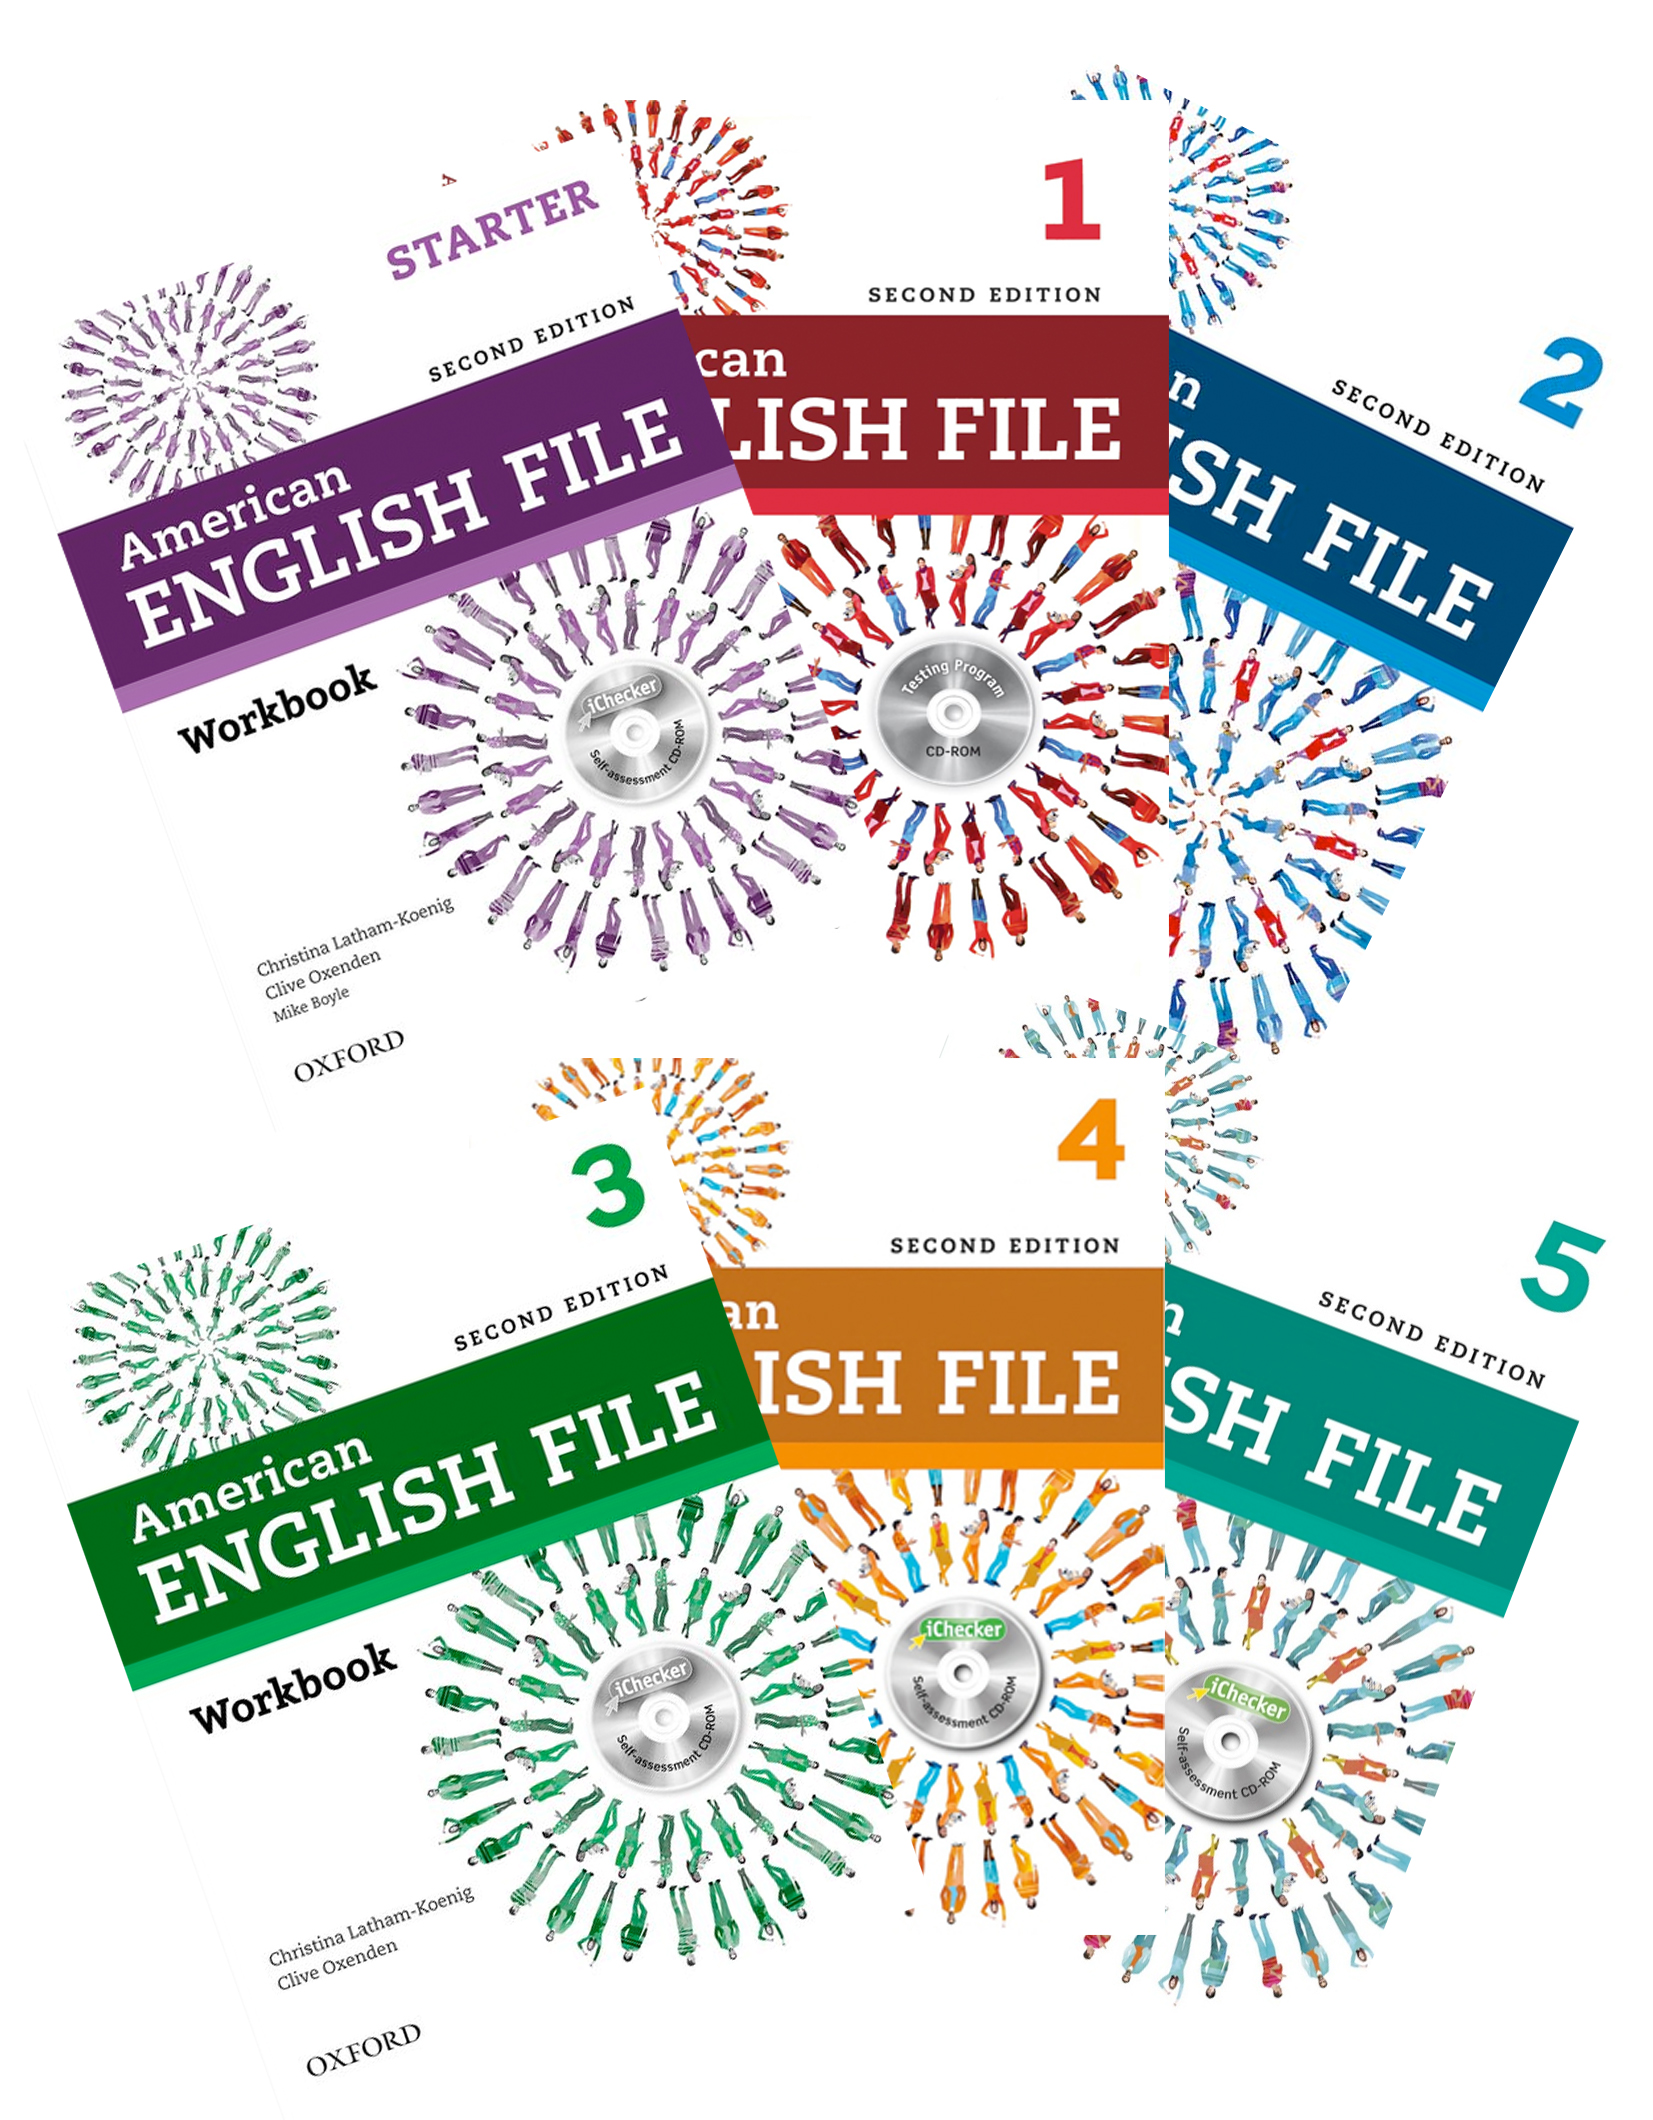 STARTER
SECOND EDITION
American
ENGLISH FILE
Workbook
iChecker
Self-assessment CD-ROM
Christina Latham-Koenig
Clive Oxenden
Mike Boyle
OXFORD
1
SECOND EDITION
can
LISH FILE
Testing Program
CD-ROM
2
SECOND EDITION
n
SH FILE
3
SECOND EDITION
American
ENGLISH FILE
Workbook
iChecker
Self-assessment CD-ROM
Christina Latham-Koenig
Clive Oxenden
OXFORD
4
SECOND EDITION
an
ISH FILE
iChecker
Self-assessment CD-ROM
5
SECOND EDITION
n
SH FILE
iChecker
Self-assessment CD-ROM